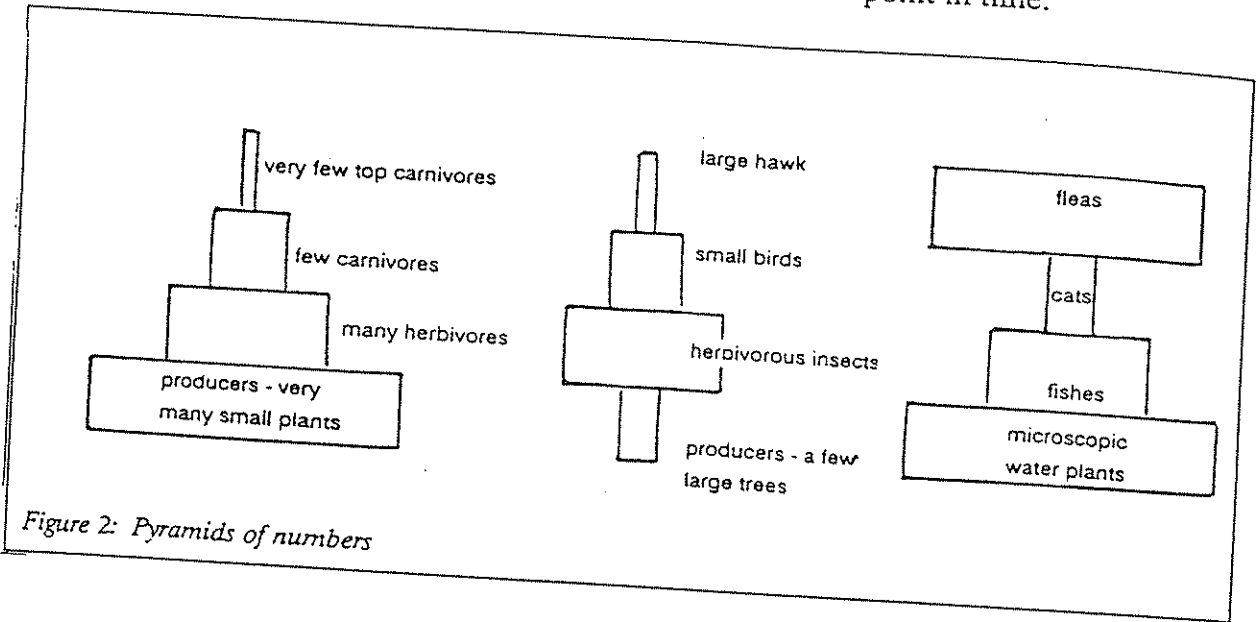 point in time.
very few top carnivores
few carnivores
many herbivores
producers - very
many small plants
large hawk
small birds
herbivorous insects
producers - a few
large trees
fleas
cats
fishes
microscopic
water plants
Figure 2: Pyramids of numbers